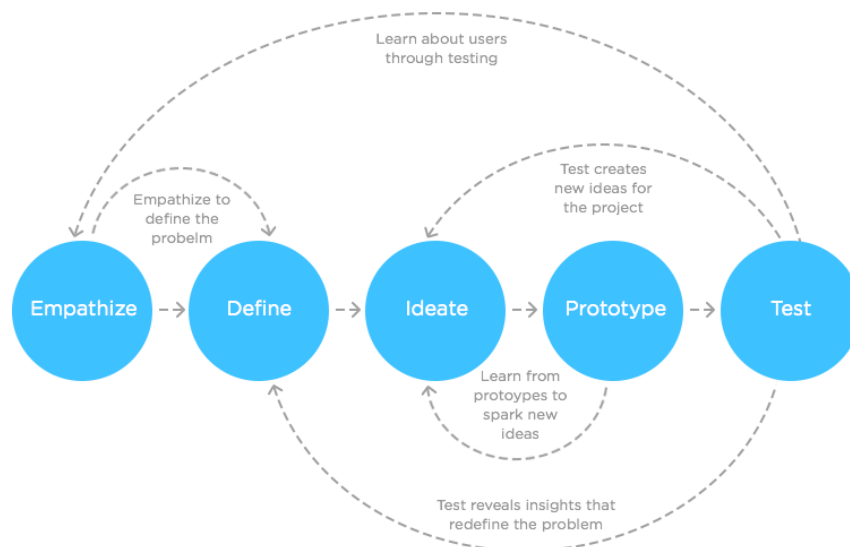 Learn about users
through testing
Test creates
new ideas for
the project
Empathize to
define the
probelm
Empathize
Define
Ideate
Prototype
Test
Learn from
protoypes to
spark new
ideas
Test reveals insights that
redefine the problem